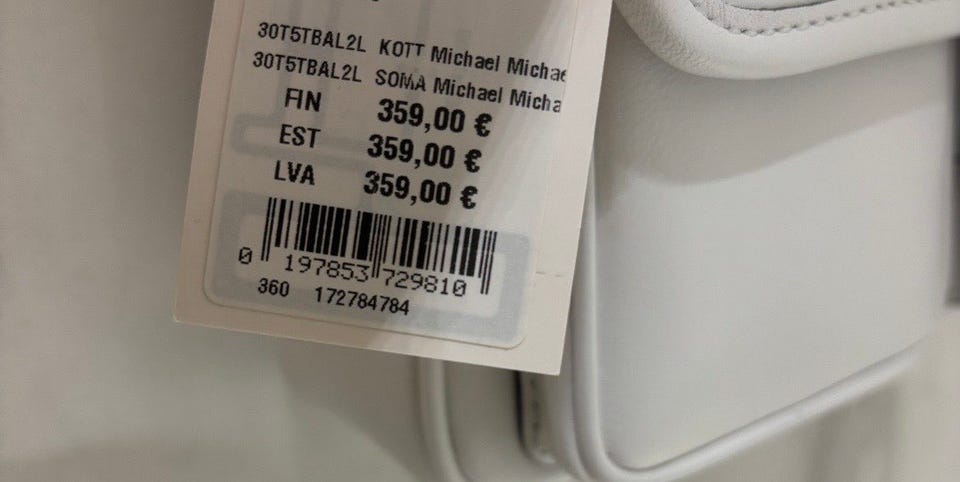 30T5TBAL2L KOTT Michael Michae
30T5TBAL2L SOMA Michael Micha
FIN 359,00 €
EST 359,00 €
LVA 359,00 €
0 197853 729810
360 172784784